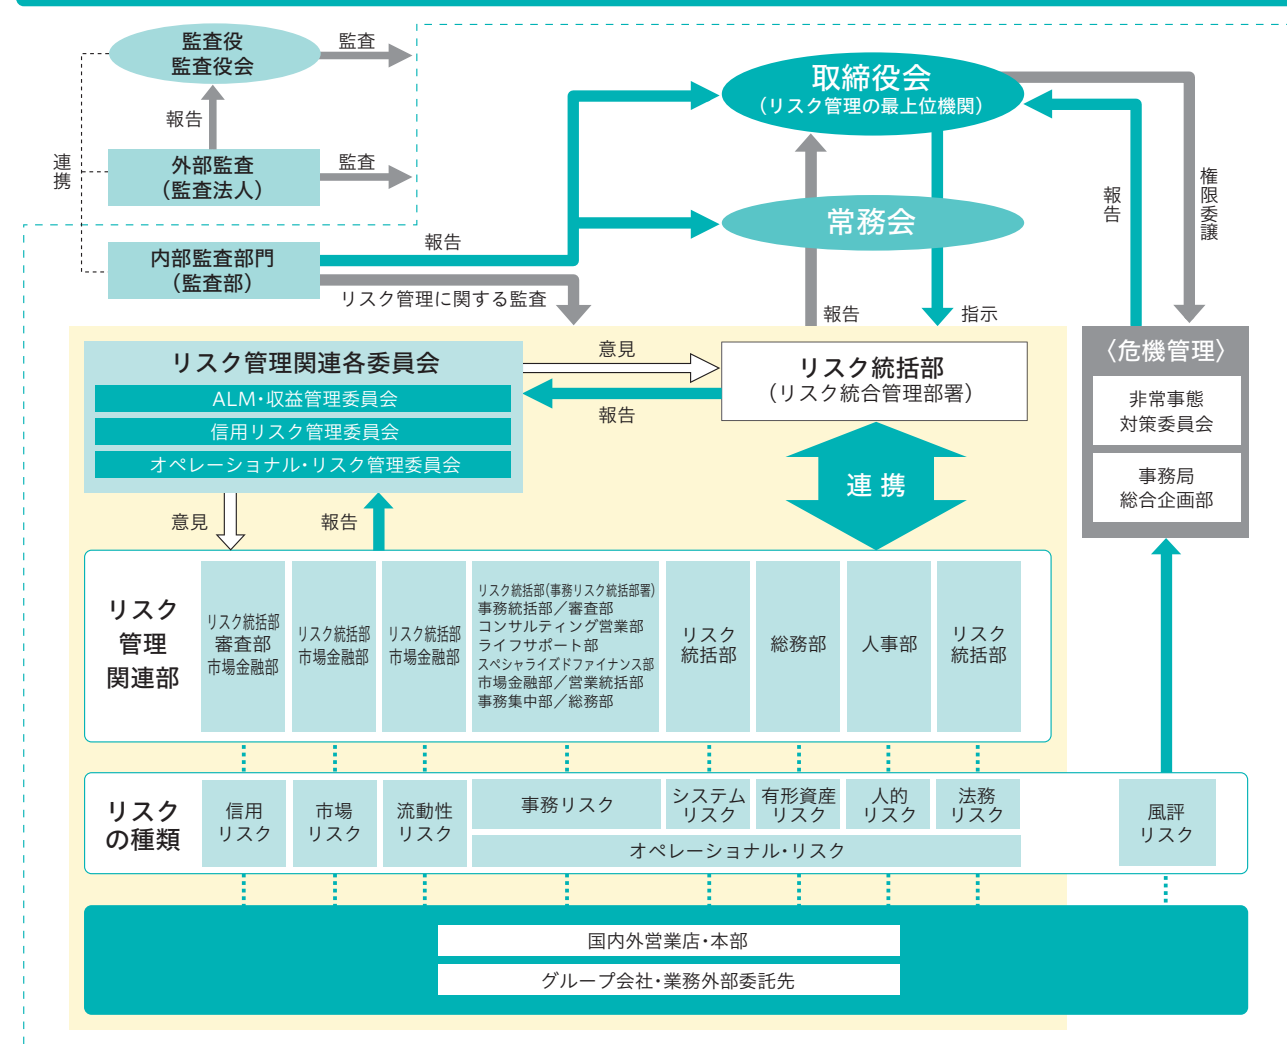 監査役
監査役会
監査
報告
連携
外部監査
（監査法人）
監査
内部監査部門
（監査部）
報告
リスク管理に関する監査
取締役会
（リスク管理の最上位機関）
常務会
報告
指示
報告
権限委譲
リスク管理関連各委員会
ALM・収益管理委員会
信用リスク管理委員会
オペレーショナル・リスク管理委員会
意見
報告
リスク統括部
（リスク統合管理部署）
〈危機管理〉
非常事態
対策委員会
事務局
総合企画部
意見
報告
連携
リスク
管理
関連部
リスク統括部
審査部
市場金融部
リスク統括部
市場金融部
リスク統括部
市場金融部
リスク統括部（事務リスク統括部署）
事務統括部／審査部
コンサルティング営業部
ライフサポート部
スペシャライズドファイナンス部
市場金融部／営業統括部
事務集中部／総務部
リスク
統括部
総務部
人事部
リスク
統括部
リスク
の種類
信用
リスク
市場
リスク
流動性
リスク
事務リスク
システム
リスク
有形資産
リスク
人的
リスク
法務
リスク
オペレーショナル・リスク
風評
リスク
国内外営業店・本部
グループ会社・業務外部委託先